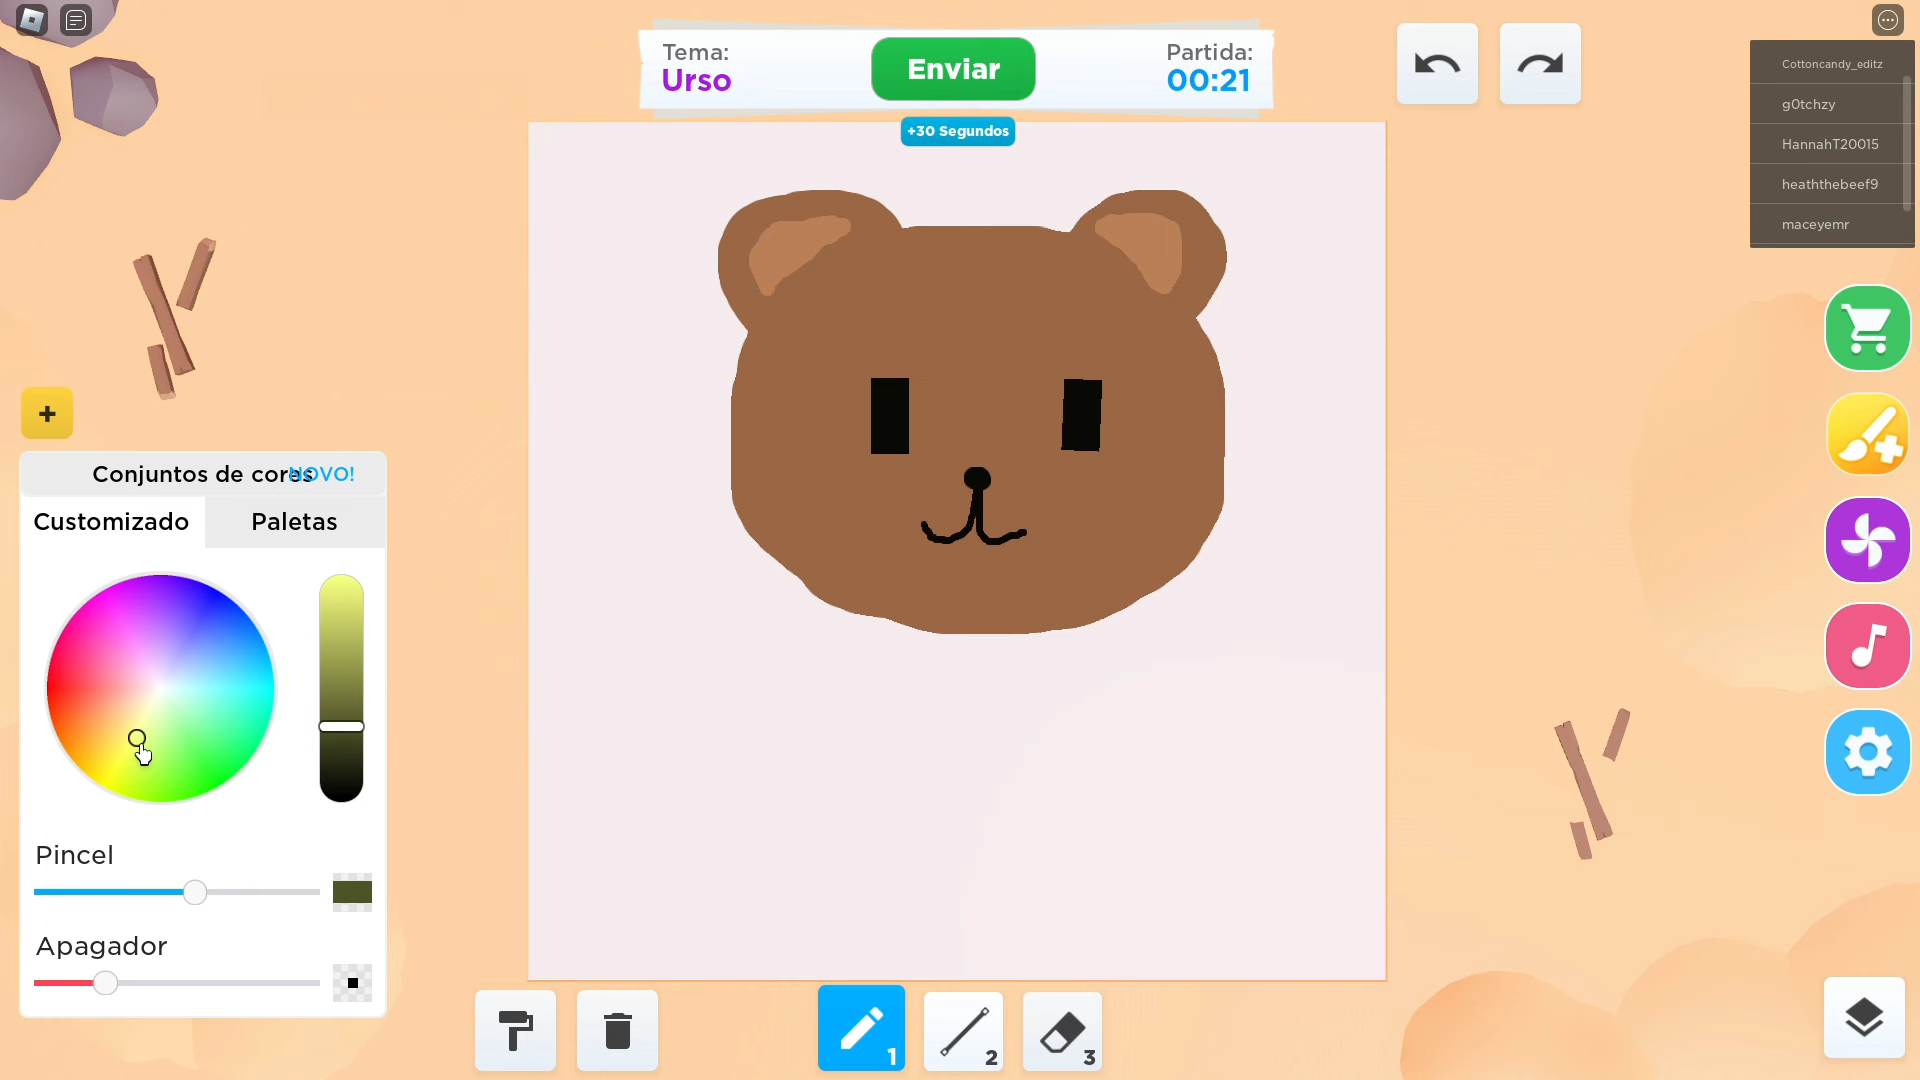 Tema:
Urso
Enviar
Partida:
00:21
+30 Segundos
Cottoncandy_editz
g0tchzy
HannahT20015
heaththebeef9
maceyemr
+
Conjuntos de cores
NOVO!
Customizado
Paletas
Pincel
Apagador
1
2
3